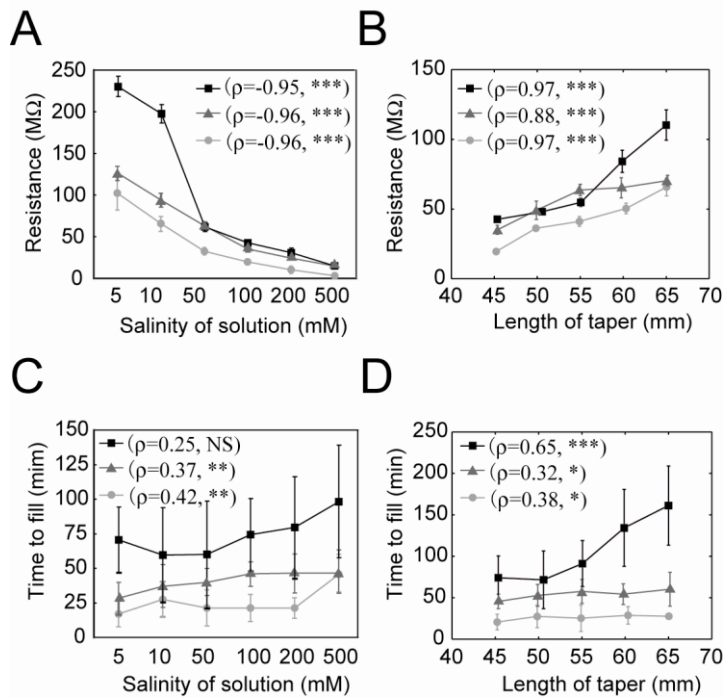 A
250
200
150
100
50
0
Resistance (MΩ)
(ρ=-0.95, ***)
(ρ=-0.96, ***)
(ρ=-0.96, ***)
5 10 50 100 200 500
Salinity of solution (mM)
B
150
100
50
0
Resistance (MΩ)
(ρ=0.97, ***)
(ρ=0.88, ***)
(ρ=0.97, ***)
40 45 50 55 60 65 70
Length of taper (mm)
C
150
125
100
75
50
25
0
Time to fill (mim)
(ρ=0.25, NS)
(ρ=0.37, **)
(ρ=0.42, **)
5 10 50 100 200 500
Salinity of solution (mM)
D
250
200
150
100
50
0
Time to fill (min)
(ρ=0.65, ***)
(ρ=0.32, *)
(ρ=0.38, *)
40 45 50 55 60 65 70
Length of taper (mm)